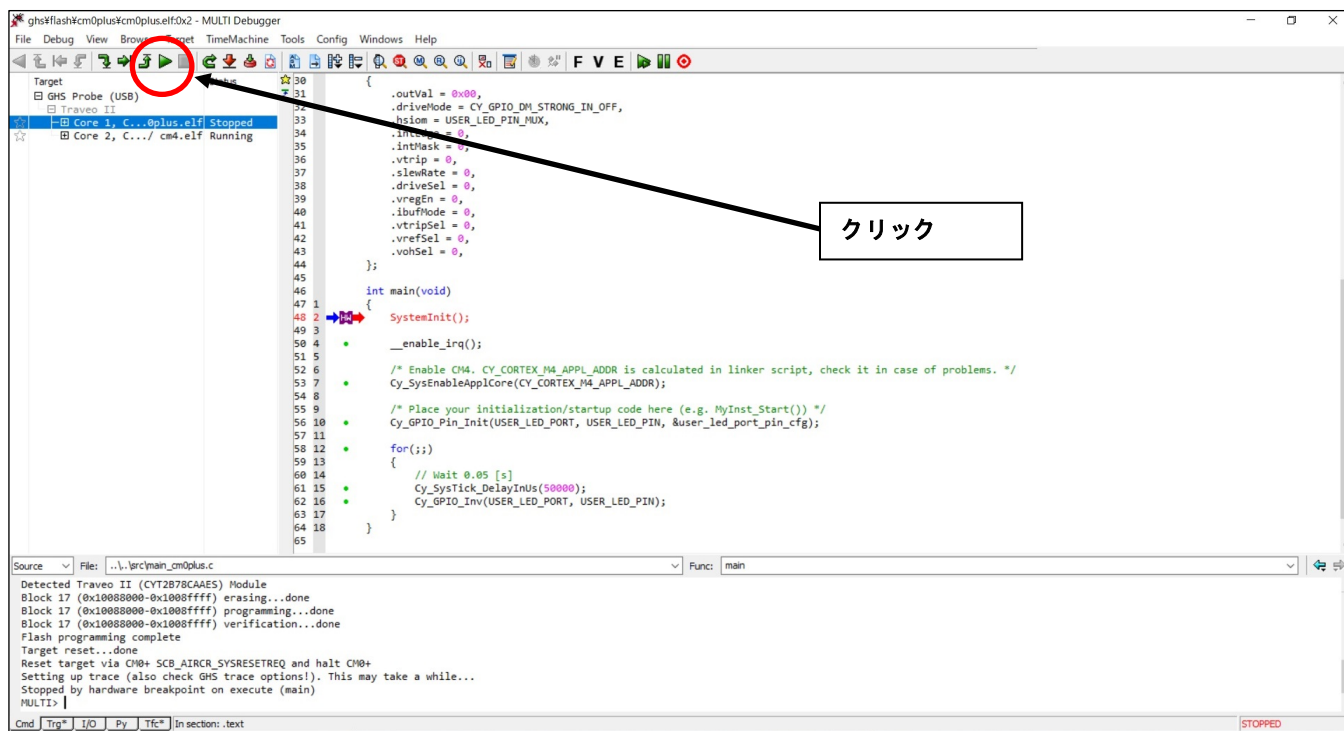 ghs¥flash¥cm0plus¥cm0plus.elf:0x2 - MULTI Debugger
File Debug View Browse Target TimeMachine Tools Config Windows Help
F V E
Target Status
GHS Probe (USB)
Traveo II
Core 1, C...0plus.elf Stopped
Core 2, C.../ cm4.elf Running
30 {
31 .outVal = 0x00,
32 .driveMode = CY_GPIO_DM_STRONG_IN_OFF,
33 .hsiom = USER_LED_PIN_MUX,
34 .intEdge = 0,
35 .intMask = 0,
36 .vtrip = 0,
37 .slewRate = 0,
38 .driveSel = 0,
39 .vregEn = 0,
40 .ibufMode = 0,
41 .vtripSel = 0,
42 .vrefSel = 0,
43 .vohSel = 0,
44 };
45
46 int main(void)
47 1 {
48 2 HW SystemInit();
49 3
50 4 __enable_irq();
51 5
52 6 /* Enable CM4. CY_CORTEX_M4_APPL_ADDR is calculated in linker script, check it in case of problems. */
53 7 Cy_SysEnableApplCore(CY_CORTEX_M4_APPL_ADDR);
54 8
55 9 /* Place your initialization/startup code here (e.g. MyInst_Start()) */
56 10 Cy_GPIO_Pin_Init(USER_LED_PORT, USER_LED_PIN, &user_led_port_pin_cfg);
57 11
58 12 for(;;)
59 13 {
60 14 // Wait 0.05 [s]
61 15 Cy_SysTick_DelayInUs(50000);
62 16 Cy_GPIO_Inv(USER_LED_PORT, USER_LED_PIN);
63 17 }
64 18 }
65
クリック
Source File: ..\..\src\main_cm0plus.c Func: main
Detected Traveo II (CYT2B78CAAES) Module
Block 17 (0x10088000-0x1008ffff) erasing...done
Block 17 (0x10088000-0x1008ffff) programming...done
Block 17 (0x10088000-0x1008ffff) verification...done
Flash programming complete
Target reset...done
Reset target via CM0+ SCB_AIRCR_SYSRESETREQ and halt CM0+
Setting up trace (also check GHS trace options!). This may take a while...
Stopped by hardware breakpoint on execute (main)
MULTI>
Cmd Trg* I/O Py Tfc* In section: .text STOPPED